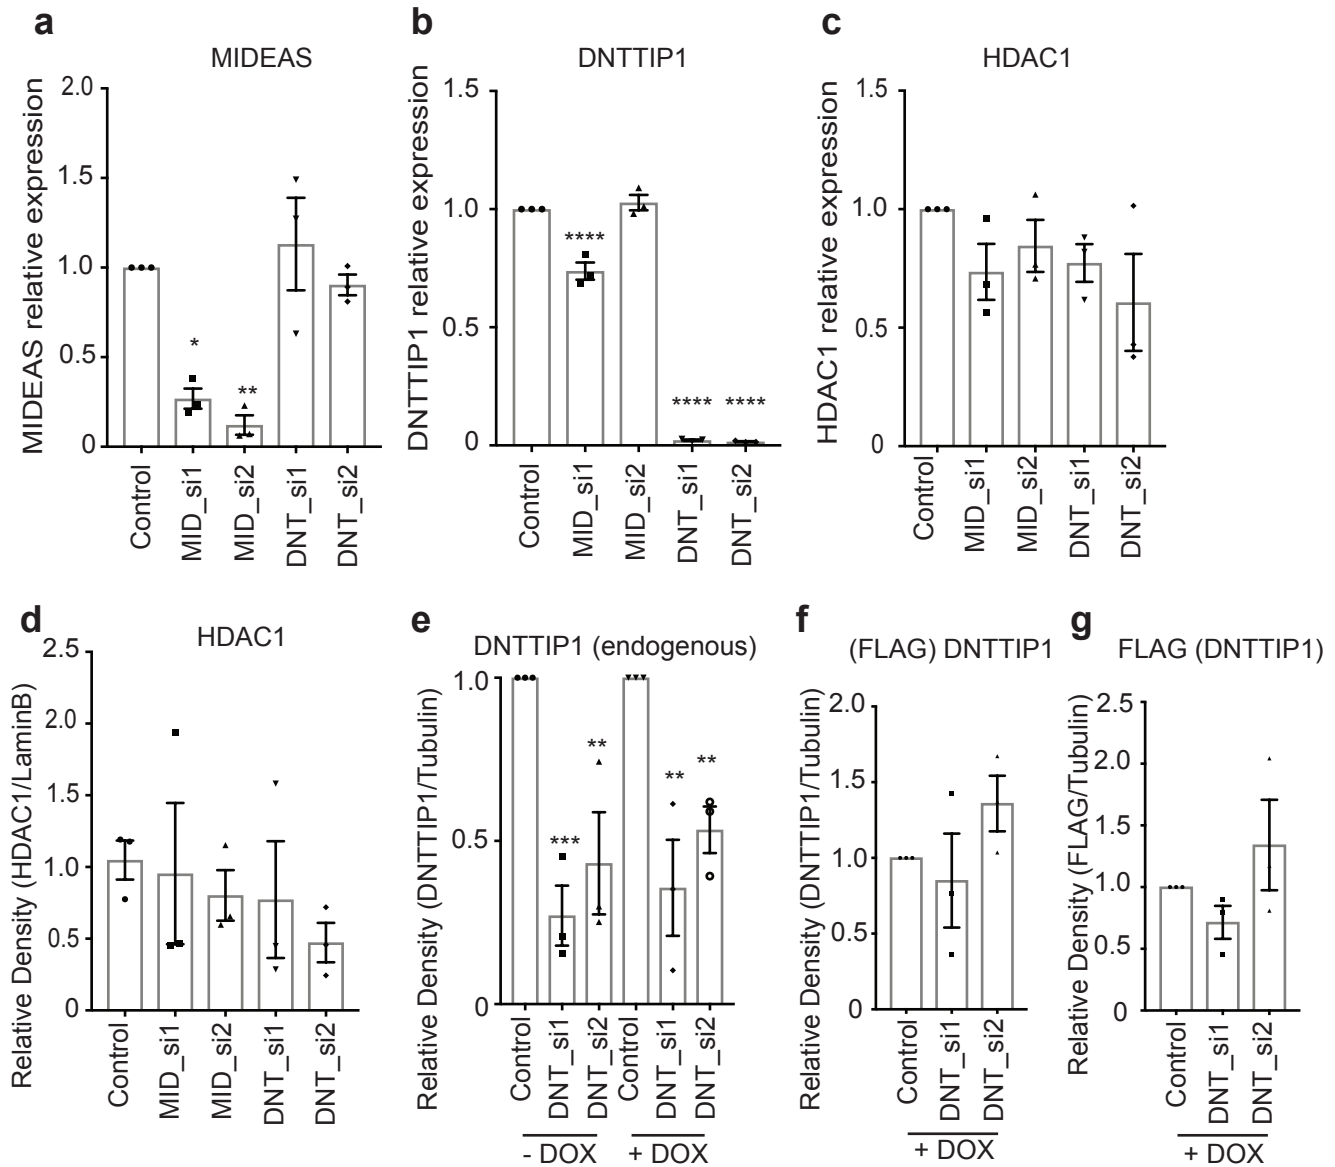 a
MIDEAS
MIDEAS relative expression
2.0
1.5
1.0
0.5
0
*
**
Control
MID_si1
MID_si2
DNT_si1
DNT_si2
b
DNTTIP1
DNTTIP1 relative expression
1.5
1.0
0.5
0
****
****
****
Control
MID_si1
MID_si2
DNT_si1
DNT_si2
c
HDAC1
HDAC1 relative expression
1.5
1.0
0.5
0
Control
MID_si1
MID_si2
DNT_si1
DNT_si2
d
HDAC1
Relative Density (HDAC1/LaminB)
2.5
2.0
1.5
1.0
0.5
0
Control
MID_si1
MID_si2
DNT_si1
DNT_si2
e
DNTTIP1 (endogenous)
Relative Density (DNTTIP1/Tubulin)
1.0
0.5
0
***
**
**
**
Control
DNT_si1
DNT_si2
Control
DNT_si1
DNT_si2
- DOX
+ DOX
f
(FLAG) DNTTIP1
Relative Density (DNTTIP1/Tubulin)
2.0
1.5
1.0
0.5
0
Control
DNT_si1
DNT_si2
+ DOX
g
FLAG (DNTTIP1)
Relative Density (FLAG/Tubulin)
2.5
2.0
1.5
1.0
0.5
0
Control
DNT_si1
DNT_si2
+ DOX